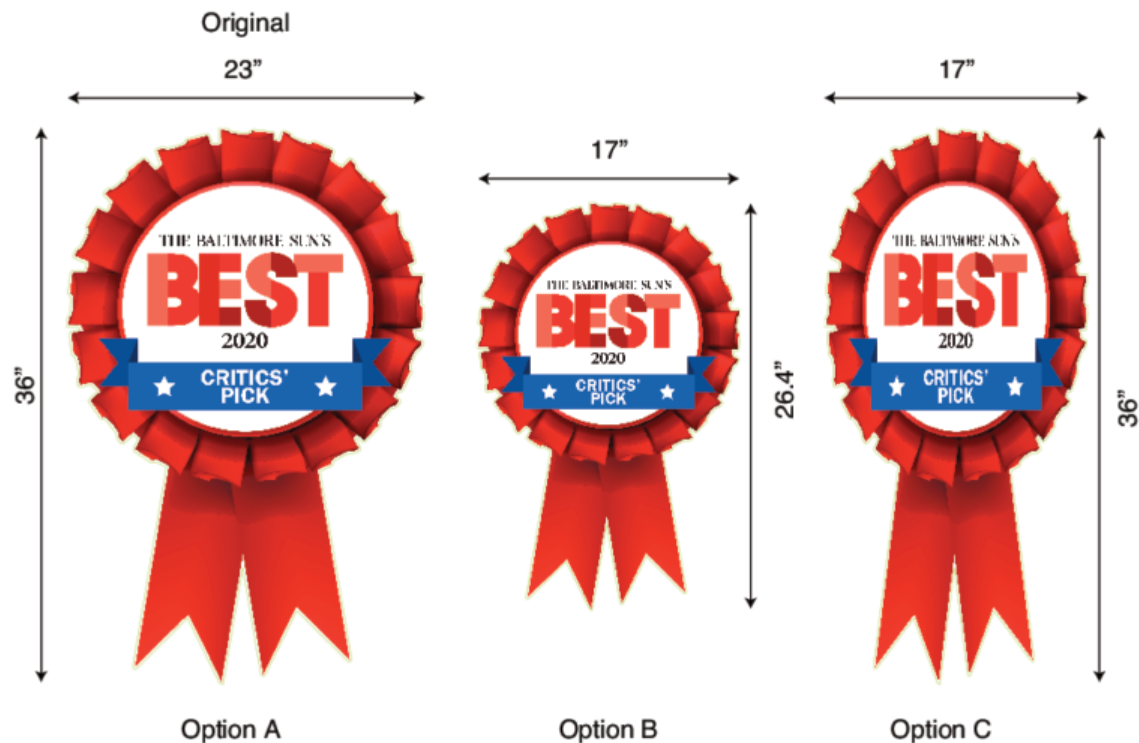 Original
23”
36”
THE BALTIMORE SUN'S
BEST
2020
CRITICS’
PICK
Option A
17”
26.4”
THE BALTIMORE SUN'S
BEST
2020
CRITICS’
PICK
Option B
17”
36”
THE BALTIMORE SUN'S
BEST
2020
CRITICS’
PICK
Option C